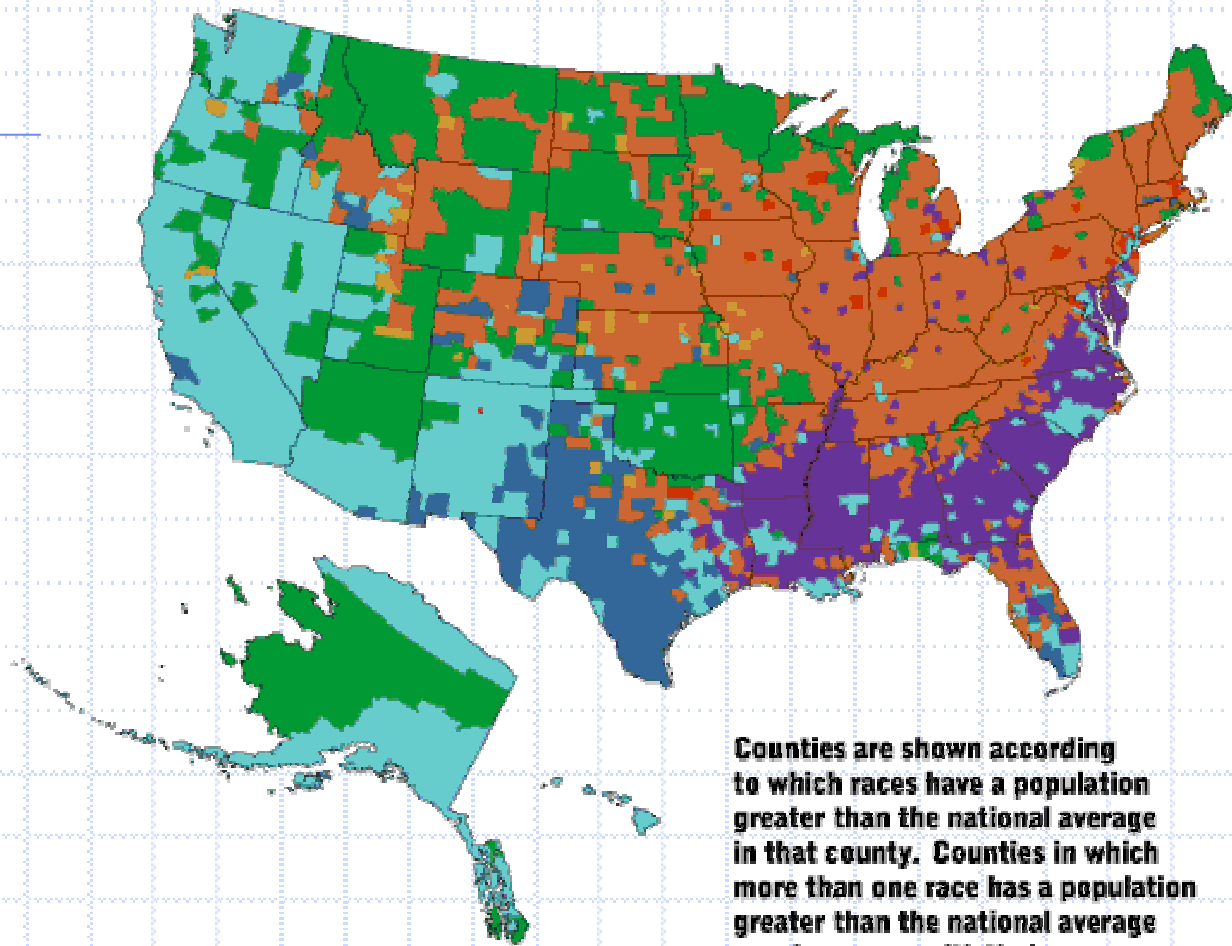 Counties are shown according
to which races have a population
greater than the national average
in that county. Counties in which
more than one race has a population
greater than the national average